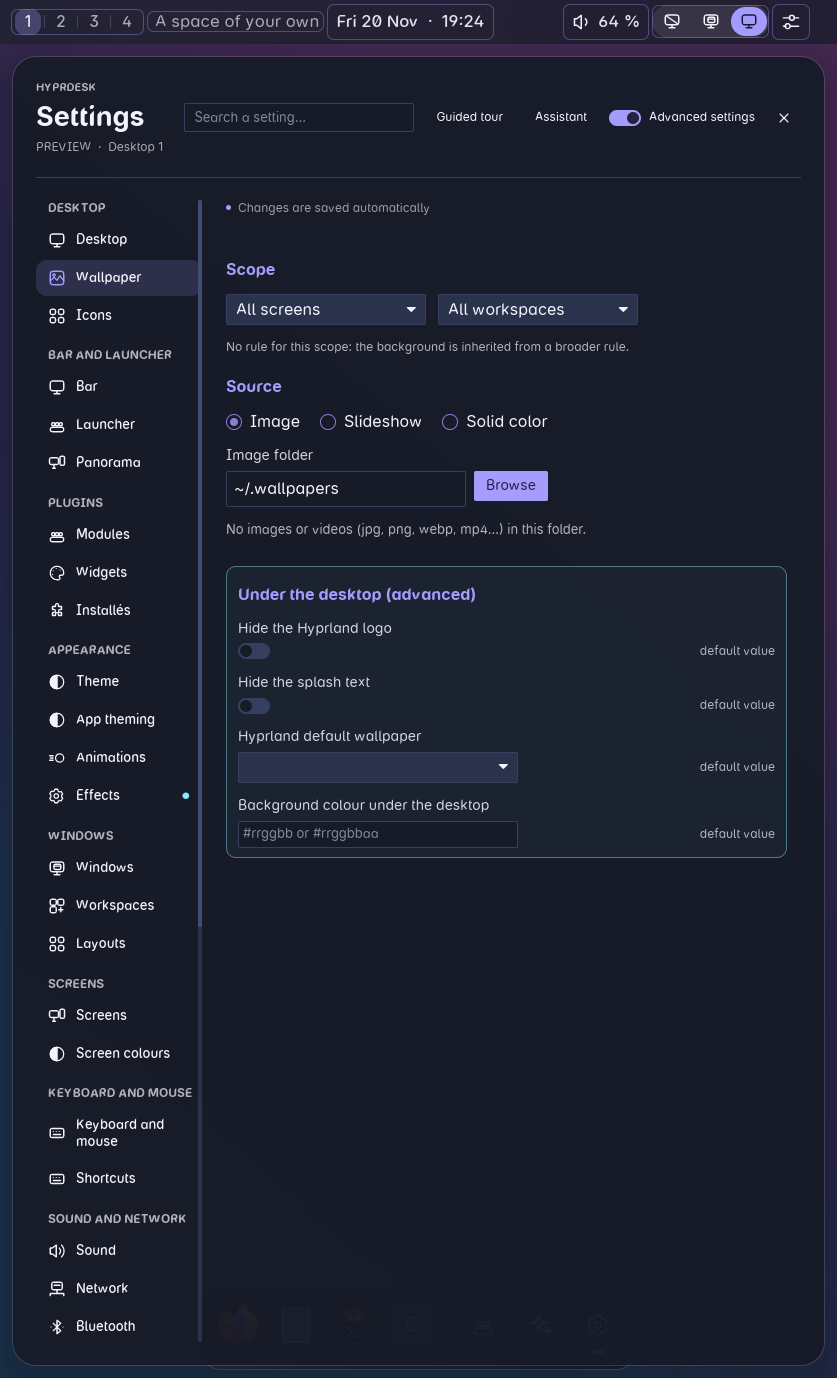 1 2 3 4 A space of your own Fri 20 Nov · 19:24 64 %
HYPRDESK
Settings
Search a setting...
Guided tour
Assistant
Advanced settings
PREVIEW · Desktop 1
DESKTOP
Desktop
Wallpaper
Icons
BAR AND LAUNCHER
Bar
Launcher
Panorama
PLUGINS
Modules
Widgets
Installés
APPEARANCE
Theme
App theming
Animations
Effects
WINDOWS
Windows
Workspaces
Layouts
SCREENS
Screens
Screen colours
KEYBOARD AND MOUSE
Keyboard and
mouse
Shortcuts
SOUND AND NETWORK
Sound
Network
Bluetooth
Changes are saved automatically
Scope
All screens
All workspaces
No rule for this scope: the background is inherited from a broader rule.
Source
Image
Slideshow
Solid color
Image folder
~/.wallpapers
Browse
No images or videos (jpg, png, webp, mp4...) in this folder.
Under the desktop (advanced)
Hide the Hyprland logo
default value
Hide the splash text
default value
Hyprland default wallpaper
default value
Background colour under the desktop
#rrggbb or #rrggbbaa
default value